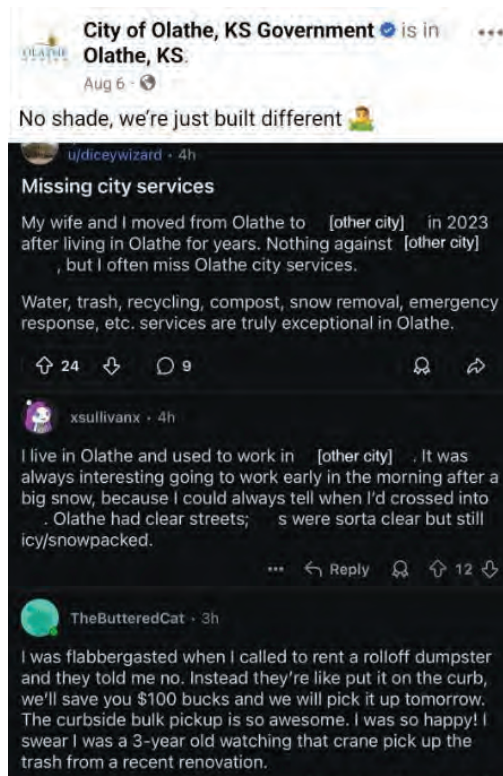 City of Olathe, KS Government is in
Olathe, KS.
OLATHE
Aug 6 ·
No shade, we're just built different
u/diceywizard · 4h
Missing city services
My wife and I moved from Olathe to [other city] in 2023
after living in Olathe for years. Nothing against [other city]
, but I often miss Olathe city services.
Water, trash, recycling, compost, snow removal, emergency
response, etc. services are truly exceptional in Olathe.
24 9
xsullivanx · 4h
I live in Olathe and used to work in [other city] . It was
always interesting going to work early in the morning after a
big snow, because I could always tell when I'd crossed into
. Olathe had clear streets; s were sorta clear but still
icy/snowpacked.
... Reply 12
TheButteredCat · 3h
I was flabbergasted when I called to rent a rolloff dumpster
and they told me no. Instead they're like put it on the curb,
we'll save you $100 bucks and we will pick it up tomorrow.
The curbside bulk pickup is so awesome. I was so happy! I
swear I was a 3-year old watching that crane pick up the
trash from a recent renovation.